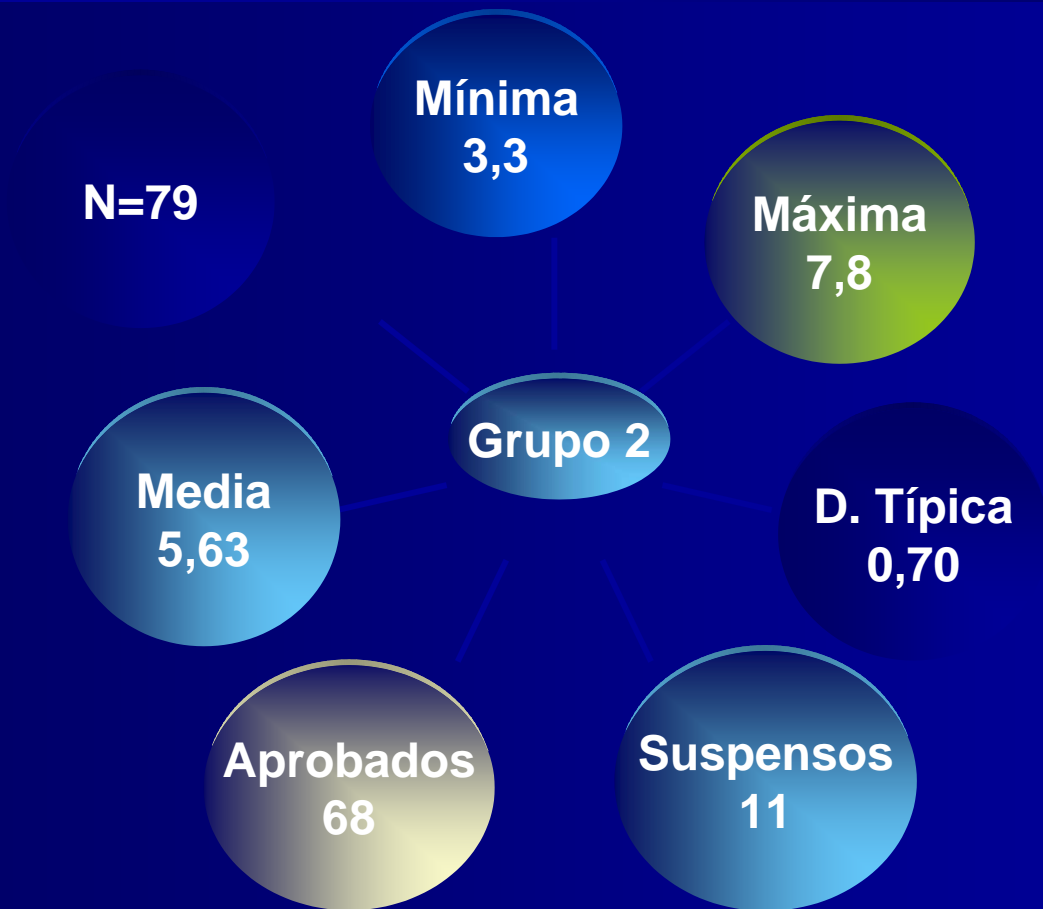 Mínima
3,3
N=79
Máxima
7,8
Grupo 2
Media
5,63
D. Típica
0,70
Aprobados
68
Suspensos
11